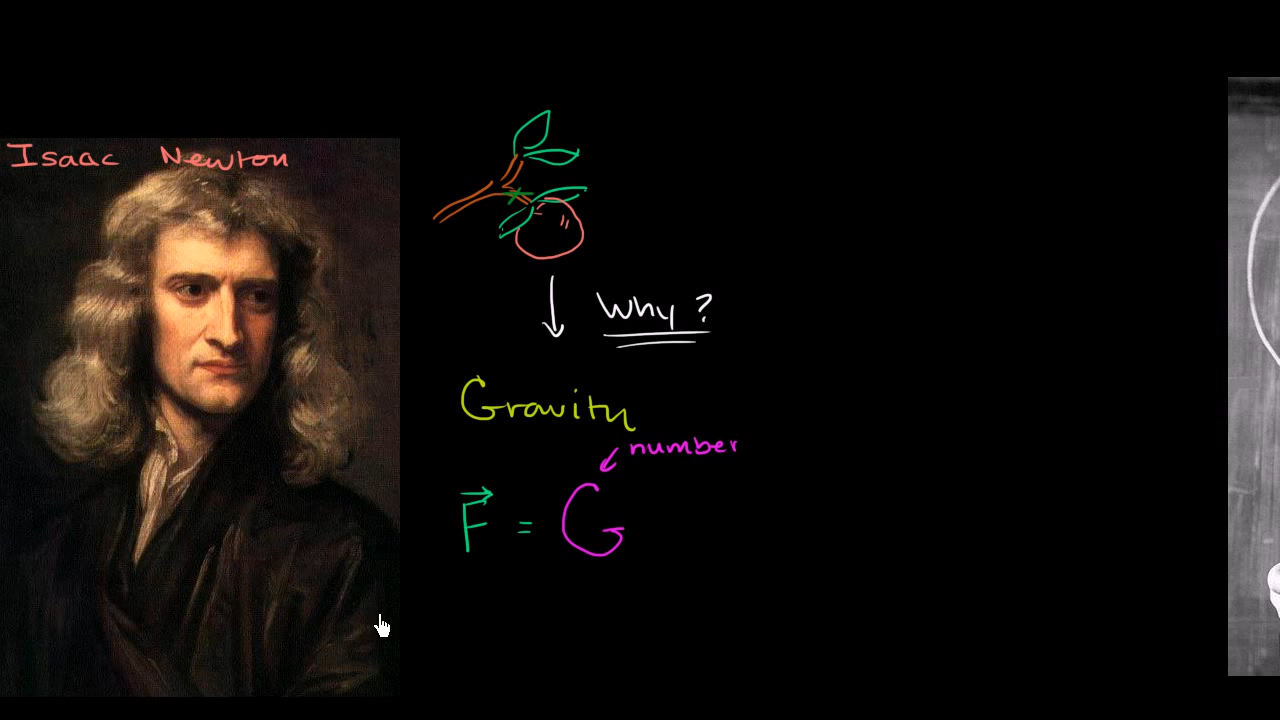 Isaac Newton
Why?
Gravity
number
F = G